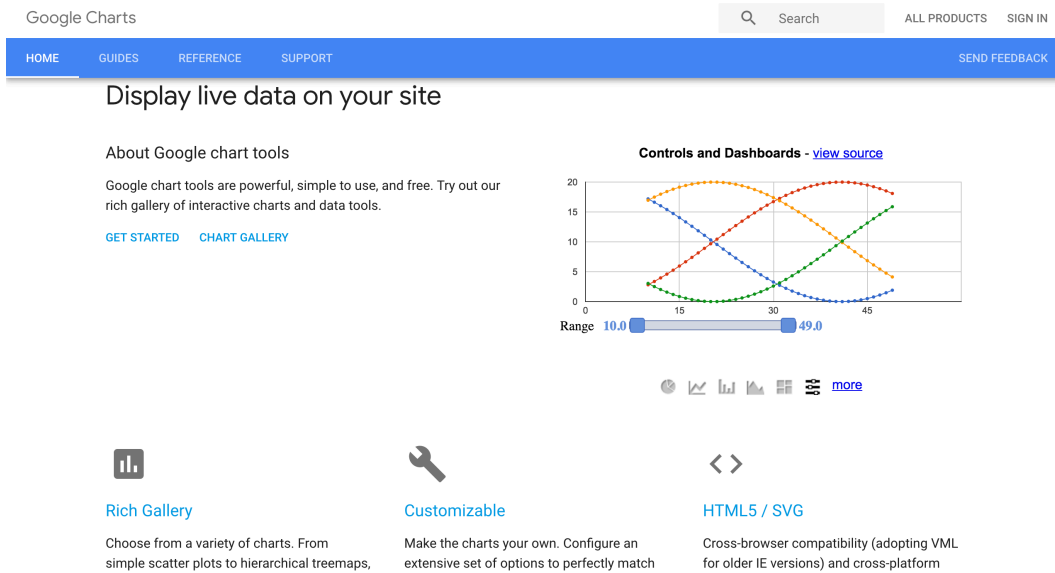 Google Charts
Search
ALL PRODUCTS
SIGN IN
HOME
GUIDES
REFERENCE
SUPPORT
SEND FEEDBACK
Display live data on your site
About Google chart tools
Google chart tools are powerful, simple to use, and free. Try out our
rich gallery of interactive charts and data tools.
GET STARTED
CHART GALLERY
Controls and Dashboards - view source
20
15
10
5
0
0
15
30
45
Range 10.0 49.0
more
Rich Gallery
Choose from a variety of charts. From
simple scatter plots to hierarchical treemaps,
Customizable
Make the charts your own. Configure an
extensive set of options to perfectly match
HTML5 / SVG
Cross-browser compatibility (adopting VML
for older IE versions) and cross-platform